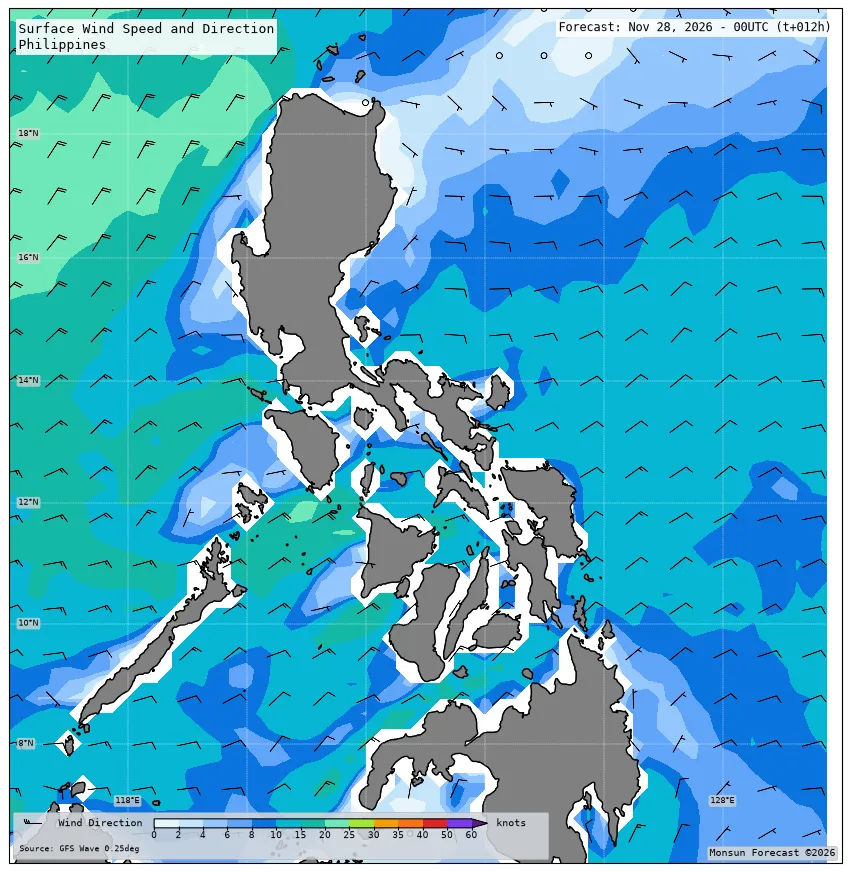 Surface Wind Speed and Direction
Philippines
Forecast: Nov 28, 2026 - 00UTC (t+012h)
18°N
16°N
14°N
12°N
10°N
8°N
118°E
128°E
Wind Direction
0 2 4 6 8 10 15 20 25 30 35 40 50 60
knots
Source: GFS Wave 0.25deg
Monsun Forecast ©2026